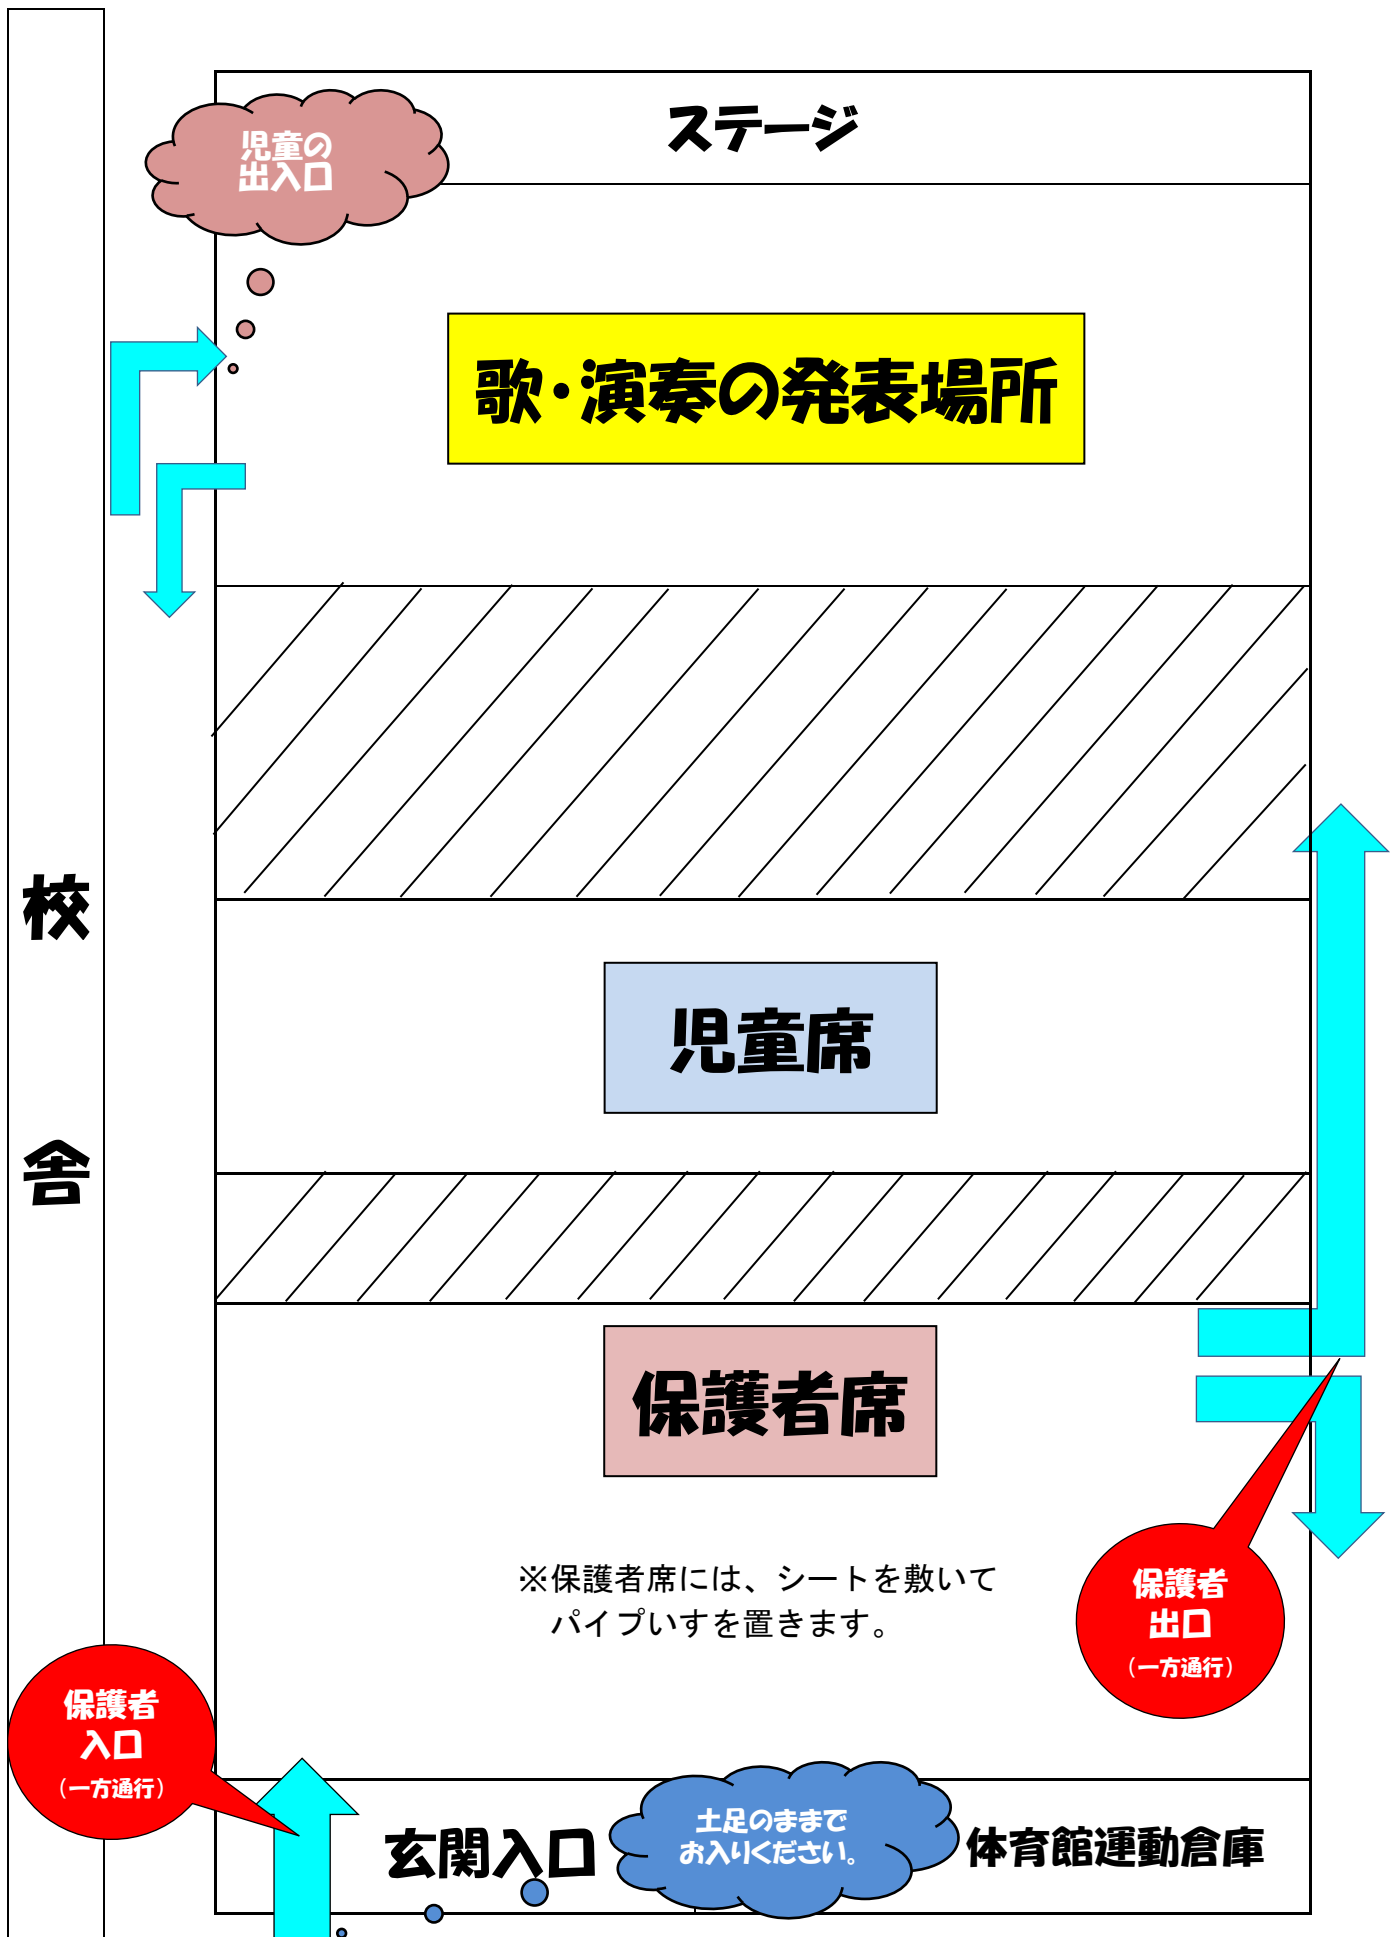 ステージ
児童の
出入口
歌・演奏の発表場所
校
舎
児童席
保護者席
※保護者席には、シートを敷いて
パイプいすを置きます。
保護者
出口
（一方通行）
保護者
入口
（一方通行）
玄関入口
土足のままで
お入りください。
体育館運動倉庫